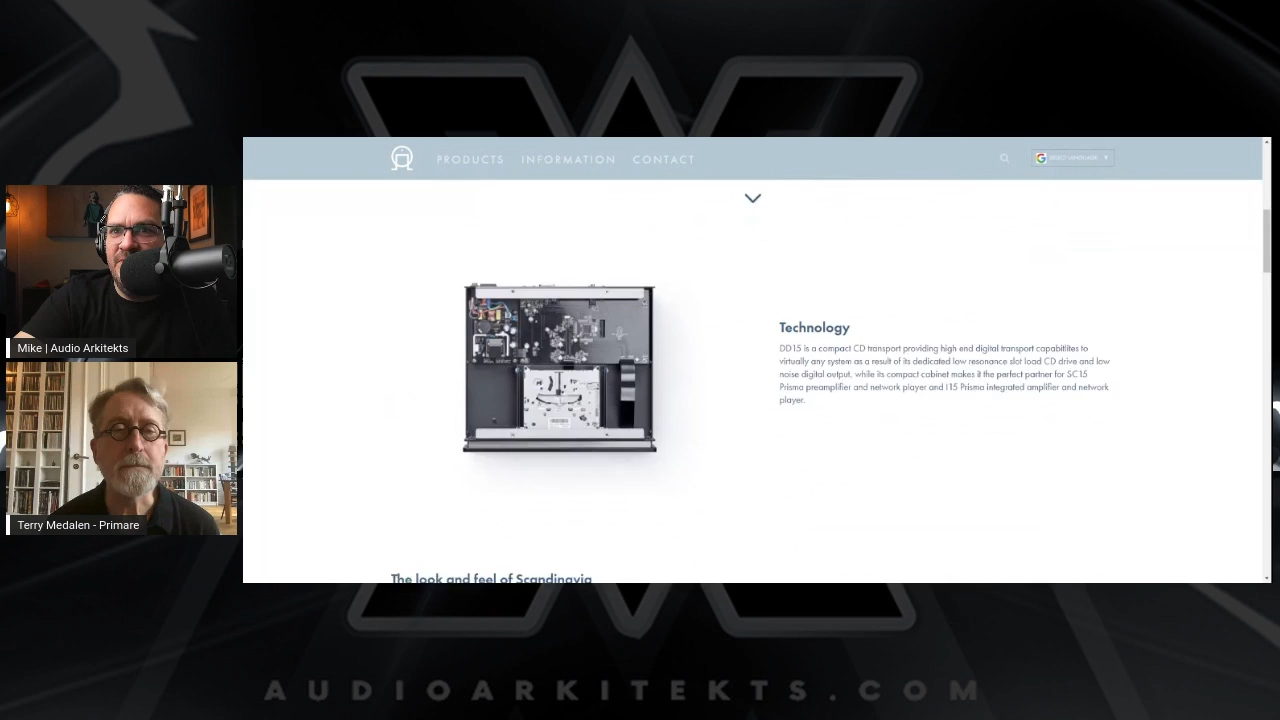 PRODUCTS INFORMATION CONTACT
SELECT LANGUAGE
Technology
DD15 is a compact CD transport providing high end digital transport capabitlites to
virtually any system as a result of its dedicated low resonance slot load CD drive and low
noise digital output, while its compact cabinet makes it the perfect partner for SC15
Prisma preamplifier and network player and I15 Prisma integrated amplifier and network
player.
The look and feel of Scandinavia
Mike | Audio Arkitekts
Terry Medalen - Primare
AUDIOARKITEKTS.COM